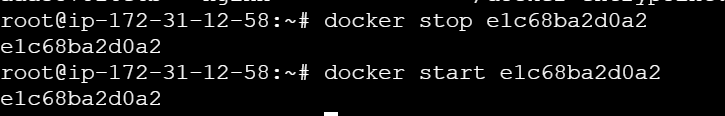 root@ip-172-31-12-58:~# docker stop e1c68ba2d0a2
e1c68ba2d0a2
root@ip-172-31-12-58:~# docker start e1c68ba2d0a2
e1c68ba2d0a2